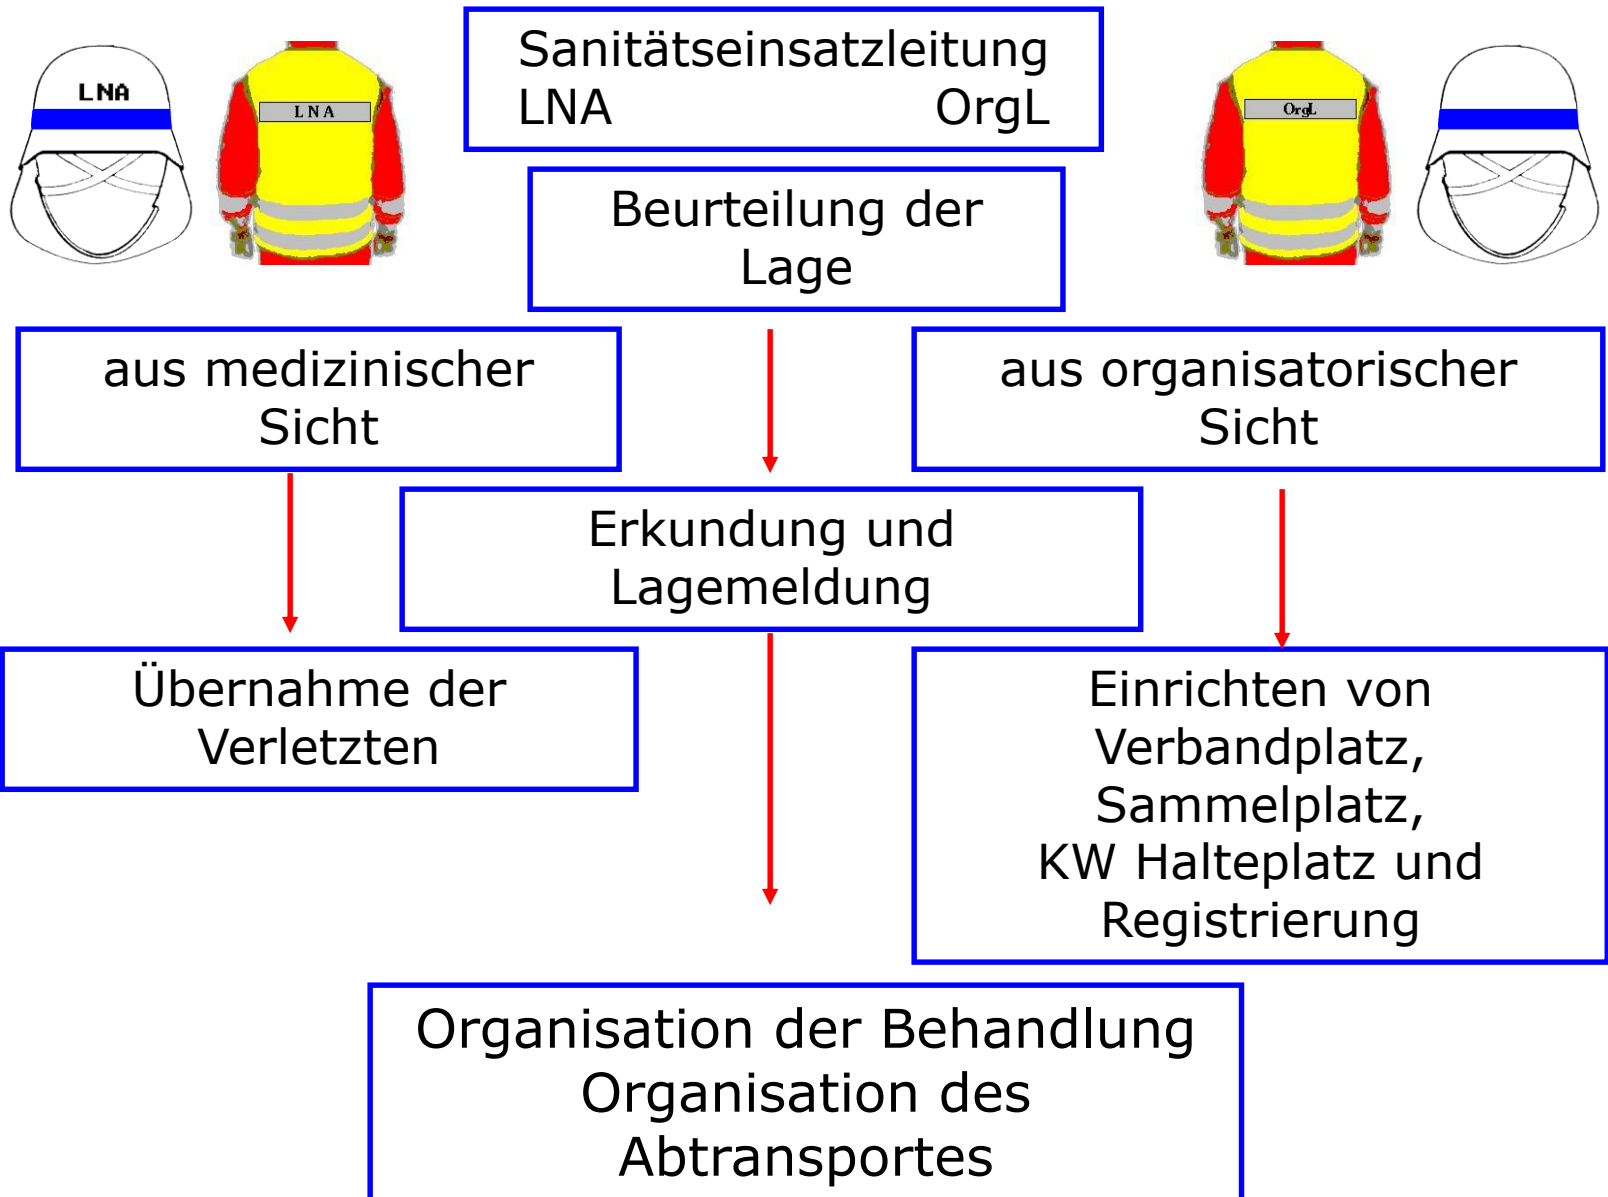 Sanitätseinsatzleitung
LNA OrgL
LNA
L N A
OrgL
Beurteilung der
Lage
aus medizinischer
Sicht
aus organisatorischer
Sicht
Erkundung und
Lagemeldung
Übernahme der
Verletzten
Einrichten von
Verbandplatz,
Sammelplatz,
KW Halteplatz und
Registrierung
Organisation der Behandlung
Organisation des
Abtransportes